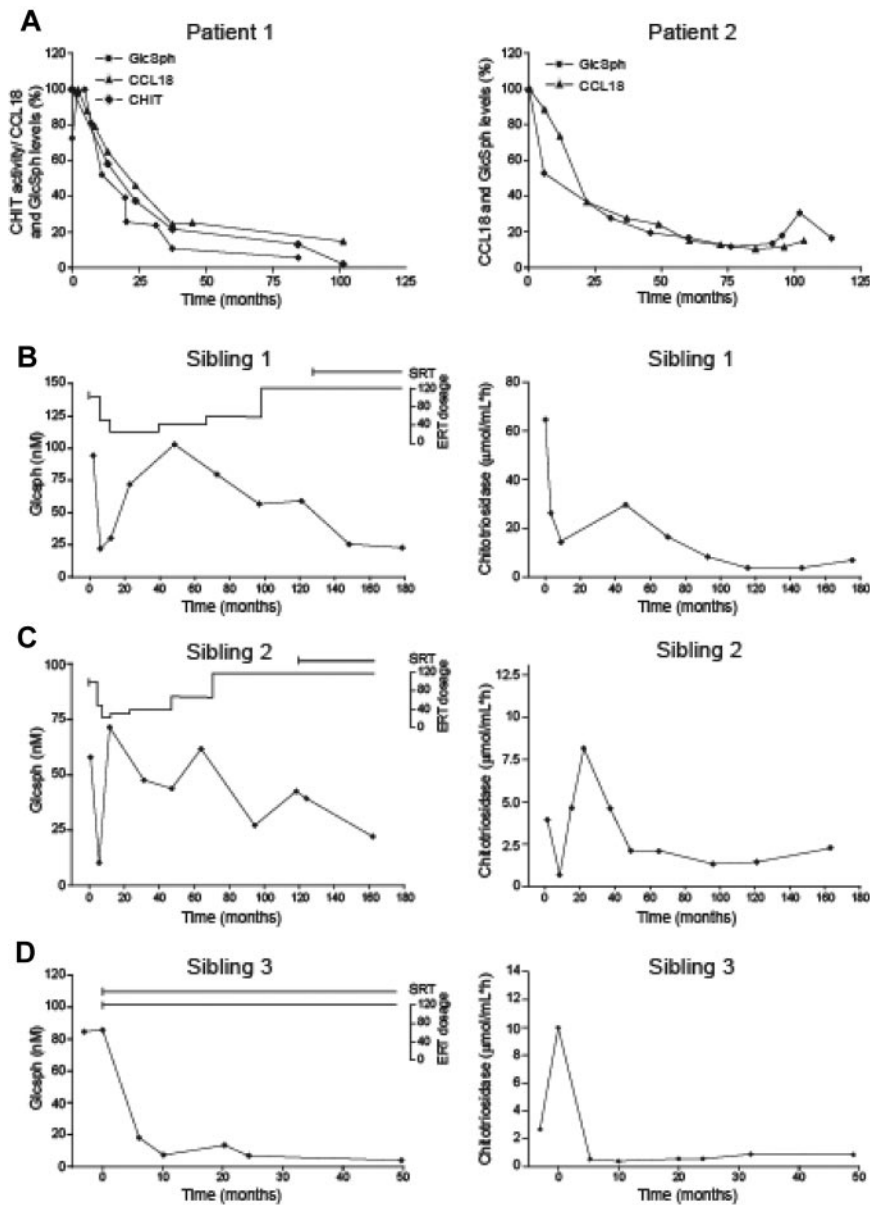 A
Patient 1
GlcSph
CCL18
CHIT
CHIT activity/ CCL18
and GlcSph levels (%)
120
100
80
60
40
20
0
0 25 50 75 100 125
Time (months)
Patient 2
GlcSph
CCL18
CCL18 and GlcSph levels (%)
120
100
80
60
40
20
0
0 25 50 75 100 125
Time (months)
B
Sibling 1
SRT
ERT dosage
120
80
40
0
Glcsph (nM)
150
125
100
75
50
25
0
0 20 40 60 80 100 120 140 160 180
Time (months)
Sibling 1
Chitotriosidase (µmol/mL*h)
80
60
40
20
0
0 20 40 60 80 100 120 140 160 180
Time (months)
C
Sibling 2
SRT
ERT dosage
120
80
40
0
Glcsph (nM)
100
75
50
25
0
0 20 40 60 80 100 120 140 160 180
Time (months)
Sibling 2
Chitotriosidase (µmol/mL*h)
12.5
10
7.5
5.0
2.5
0
0 20 40 60 80 100 120 140 160 180
Time (months)
D
Sibling 3
SRT
ERT dosage
120
80
40
0
Glcsph (nM)
120
100
80
60
40
20
0
0 10 20 30 40 50
Time (months)
Sibling 3
Chitotriosidase (µmol/mL*h)
14
12
10
8
6
4
2
0
0 10 20 30 40 50
Time (months)